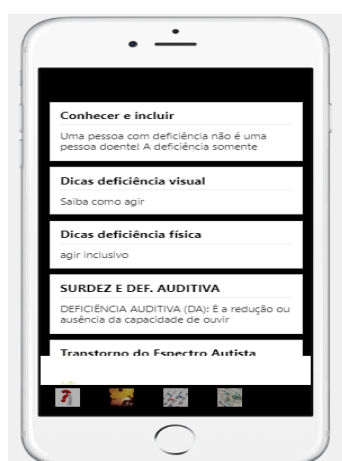 Conhecer e incluir
Uma pessoa com deficiência não é uma
pessoa doente! A deficiência somente
Dicas deficiência visual
Saiba como agir
Dicas deficiência física
agir inclusivo
SURDEZ E DEF. AUDITIVA
DEFICIÊNCIA AUDITIVA (DA): É a redução ou
ausência da capacidade de ouvir
Transtorno do Espectro Autista